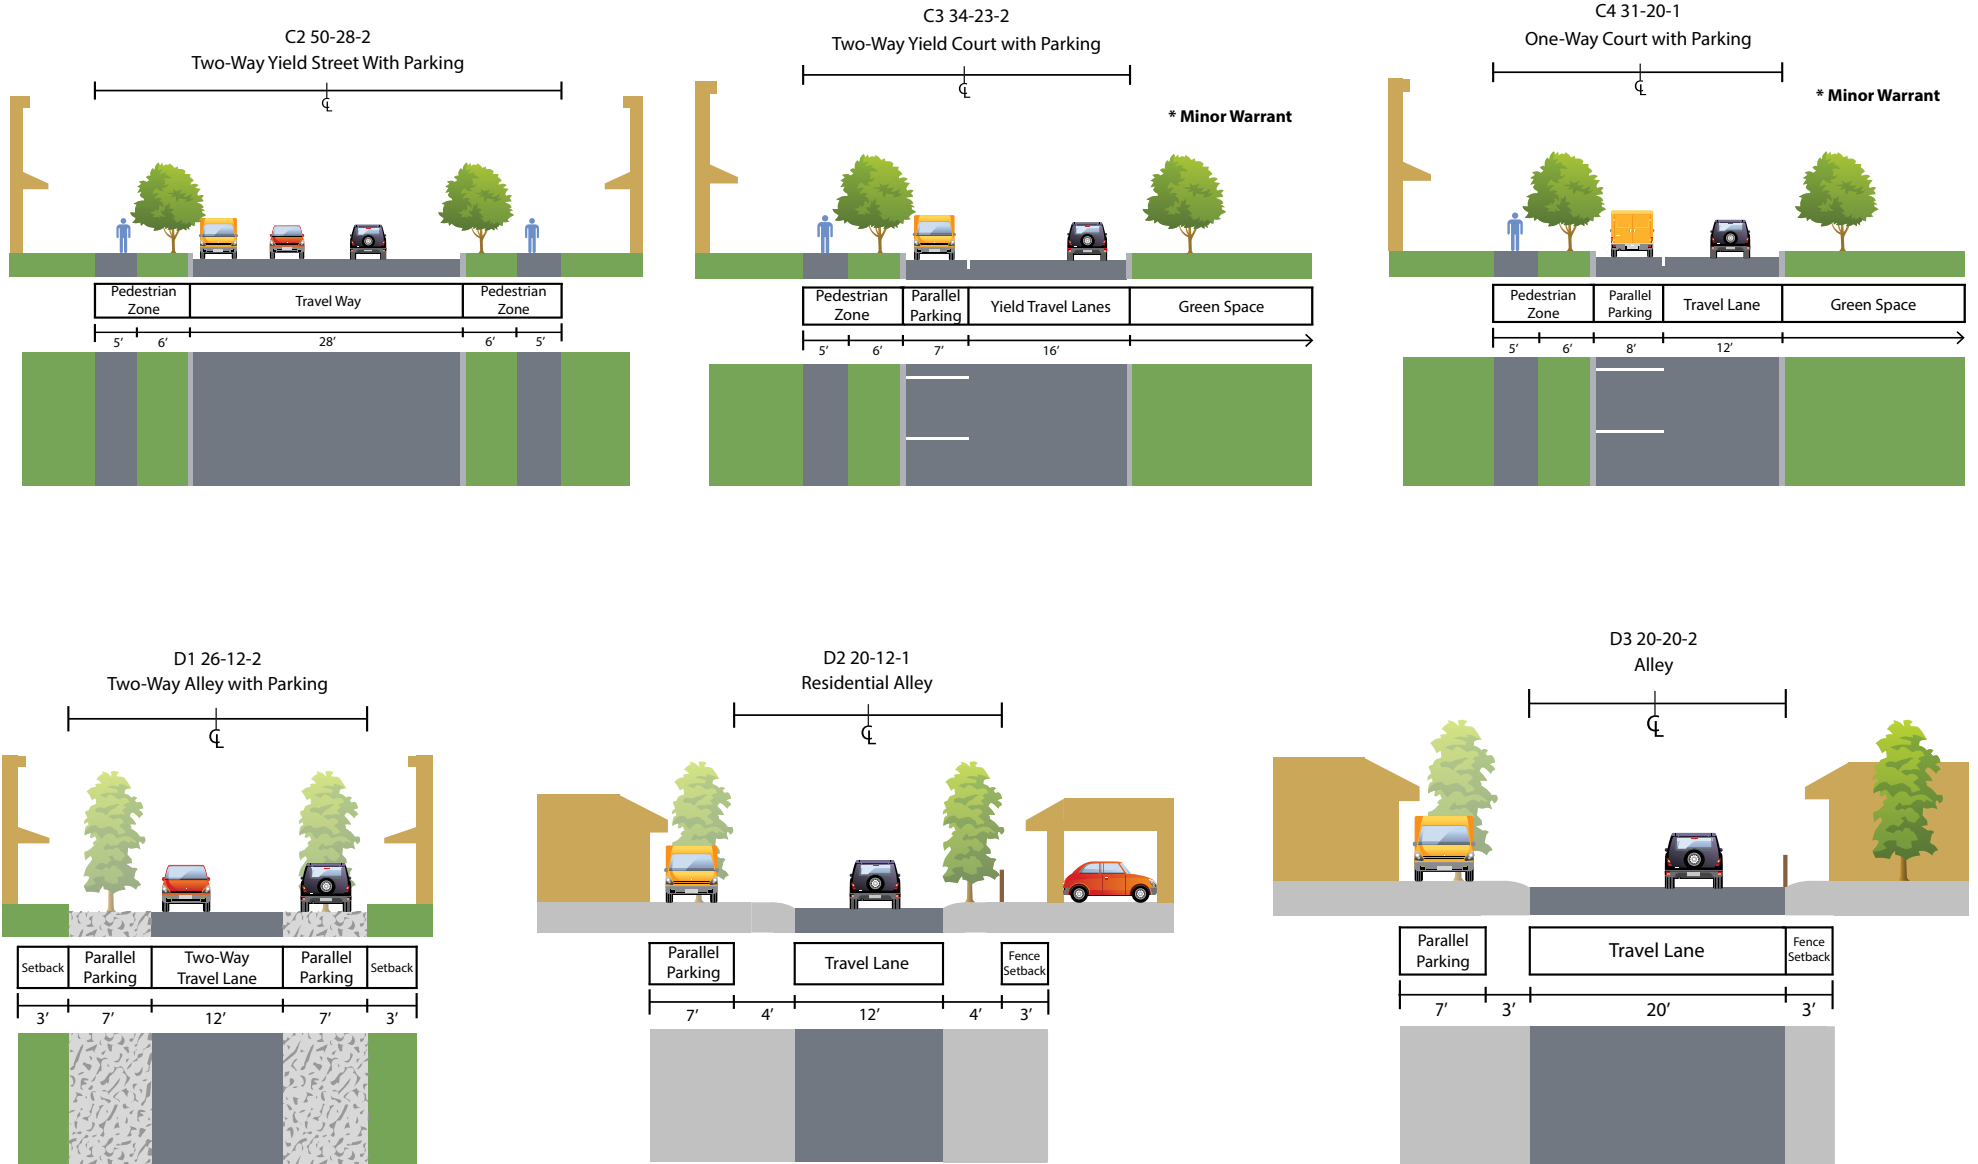 C2 50-28-2
Two-Way Yield Street With Parking
℄
Pedestrian
Zone
Travel Way
Pedestrian
Zone
5’
6’
28’
6’
5’
C3 34-23-2
Two-Way Yield Court with Parking
℄
* Minor Warrant
Pedestrian
Zone
Parallel
Parking
Yield Travel Lanes
Green Space
5’
6’
7’
16’
C4 31-20-1
One-Way Court with Parking
℄
* Minor Warrant
Pedestrian
Zone
Parallel
Parking
Travel Lane
Green Space
5’
6’
8’
12’
D1 26-12-2
Two-Way Alley with Parking
℄
Setback
Parallel
Parking
Two-Way
Travel Lane
Parallel
Parking
Setback
3’
7’
12’
7’
3’
D2 20-12-1
Residential Alley
℄
Parallel
Parking
Travel Lane
Fence
Setback
7’
4’
12’
4’
3’
D3 20-20-2
Alley
℄
Parallel
Parking
Travel Lane
Fence
Setback
7’
3’
20’
3’